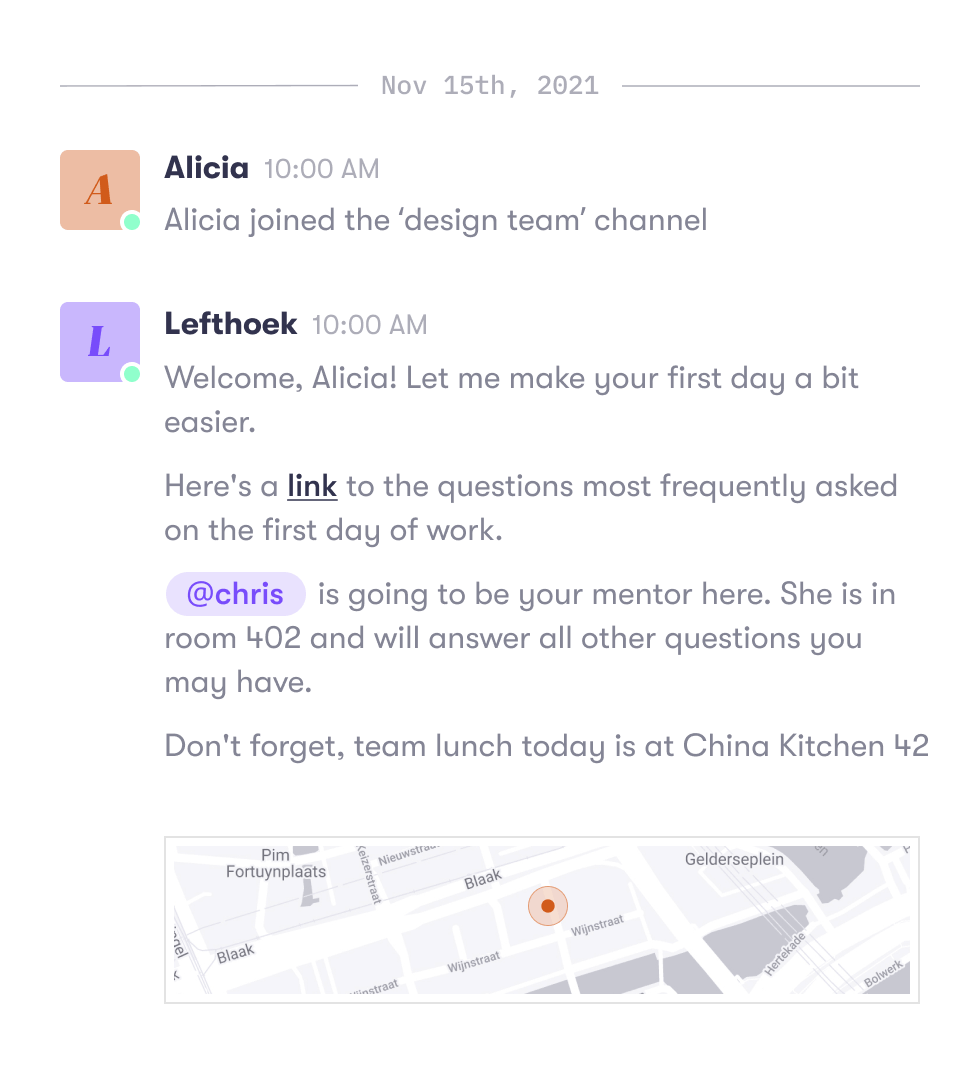 Nov 15th, 2021
A
Alicia 10:00 AM
Alicia joined the ‘design team’ channel
L
Lefthoek 10:00 AM
Welcome, Alicia! Let me make your first day a bit
easier.
Here's a link to the questions most frequently asked
on the first day of work.
@chris is going to be your mentor here. She is in
room 402 and will answer all other questions you
may have.
Don't forget, team lunch today is at China Kitchen 42
Pim
Fortuynplaats
Keizerstraat
Nieuwstraat
Blaak
Gelderseplein
Blaak
Wijnstraat
Wijnstraat
Wijnstraat
Hertekade
Bolwerk